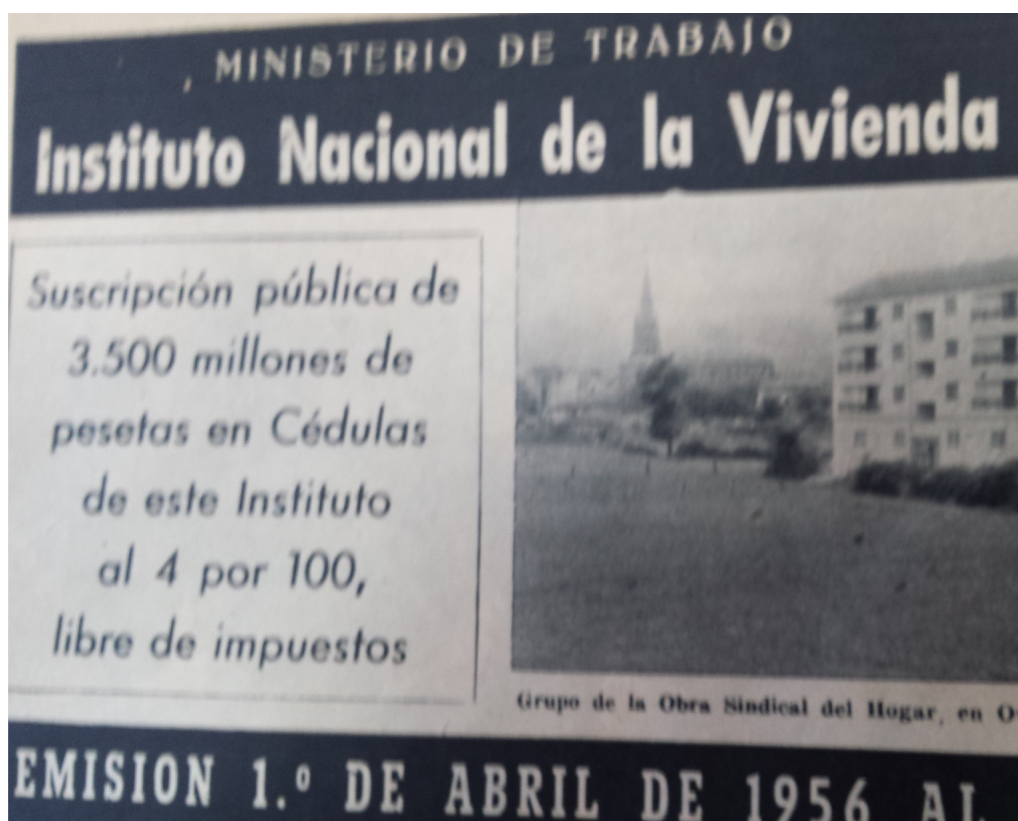 MINISTERIO DE TRABAJO
Instituto Nacional de la Vivienda
Suscripción pública de
3.500 millones de
pesetas en Cédulas
de este Instituto
al 4 por 100,
libre de impuestos
Grupo de la Obra Sindical del Hogar, en O
EMISION 1.º DE ABRIL DE 1956 AL